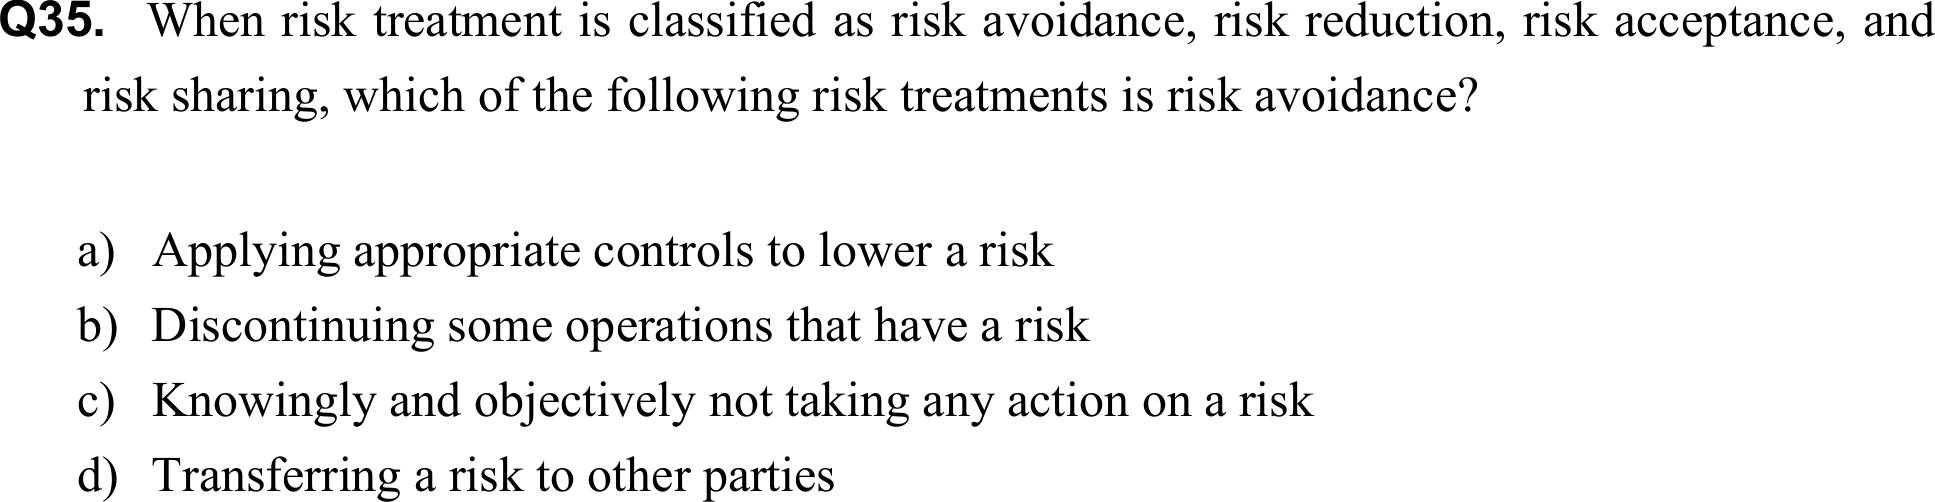 Q35. When risk treatment is classified as risk avoidance, risk reduction, risk acceptance, and
risk sharing, which of the following risk treatments is risk avoidance?
a) Applying appropriate controls to lower a risk
b) Discontinuing some operations that have a risk
c) Knowingly and objectively not taking any action on a risk
d) Transferring a risk to other parties